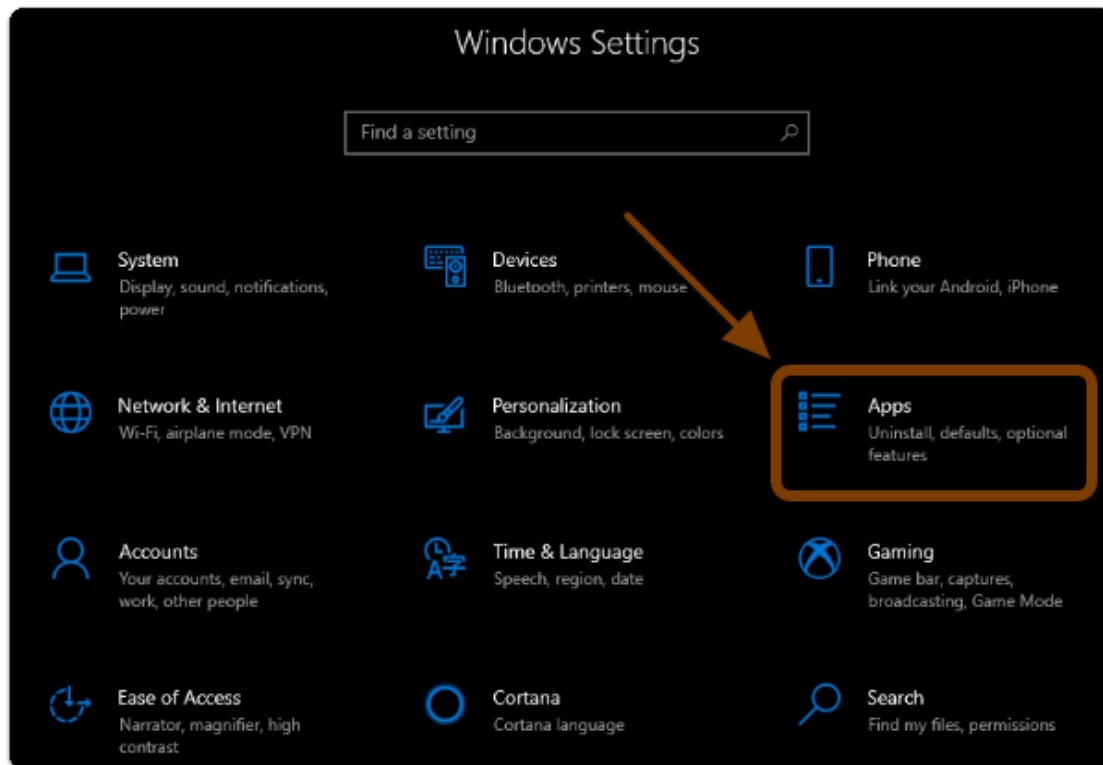 Windows Settings
Find a setting
System
Display, sound, notifications,
power
Devices
Bluetooth, printers, mouse
Phone
Link your Android, iPhone
Network & Internet
Wi-Fi, airplane mode, VPN
Personalization
Background, lock screen, colors
Apps
Uninstall, defaults, optional
features
Accounts
Your accounts, email, sync,
work, other people
Time & Language
Speech, region, date
Gaming
Game bar, captures,
broadcasting, Game Mode
Ease of Access
Narrator, magnifier, high
contrast
Cortana
Cortana language
Search
Find my files, permissions